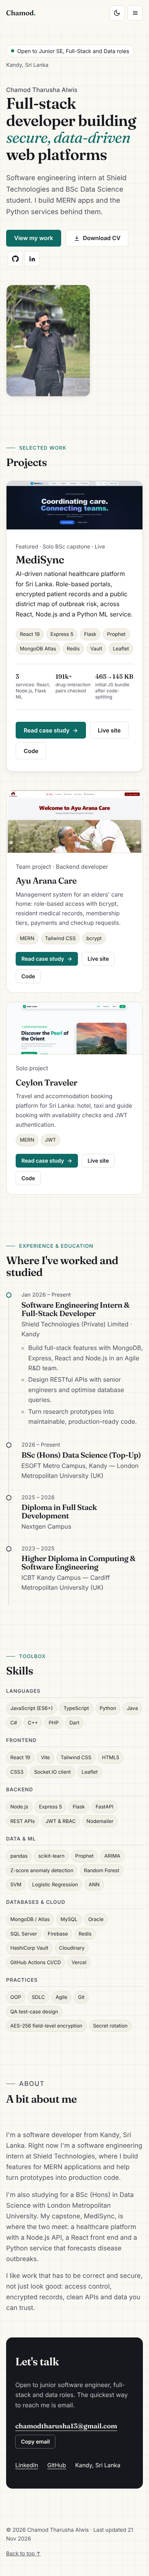 Chamod.
Open to Junior SE, Full-Stack and Data roles
Kandy, Sri Lanka
Chamod Tharusha Alwis
Full-stack
developer building
secure, data-driven
web platforms
Software engineering intern at Shield
Technologies and BSc Data Science
student. I build MERN apps and the
Python services behind them.
View my work
Download CV
SELECTED WORK
Projects
Coordinating care.
Connecting teams.
Featured · Solo BSc capstone · Live
MediSync
AI-driven national healthcare platform
for Sri Lanka. Role-based portals,
encrypted patient records and a public
district map of outbreak risk, across
React, Node.js and a Python ML service.
React 19
Express 5
Flask
Prophet
MongoDB Atlas
Redis
Vault
Leaflet
3
services: React,
Node.js, Flask
ML
191k+
drug-interaction
pairs checked
465→145 KB
initial JS bundle
after code-
splitting
Read case study →
Live site
Code
Welcome to Ayu Arana Care
Team project · Backend developer
Ayu Arana Care
Management system for an elders' care
home: role-based access with bcrypt,
resident medical records, membership
tiers, payments and checkup requests.
MERN
Tailwind CSS
bcrypt
Read case study →
Live site
Code
Discover the Pearl of
the Orient
Solo project
Ceylon Traveler
Travel and accommodation booking
platform for Sri Lanka: hotel, taxi and guide
booking with availability checks and JWT
authentication.
MERN
JWT
Read case study →
Live site
Code
EXPERIENCE & EDUCATION
Where I've worked and
studied
Jan 2026 – Present
Software Engineering Intern &
Full-Stack Developer
Shield Technologies (Private) Limited ·
Kandy
Build full-stack features with MongoDB,
Express, React and Node.js in an Agile
R&D team.
Design RESTful APIs with senior
engineers and optimise database
queries.
Turn research prototypes into
maintainable, production-ready code.
2026 – Present
BSc (Hons) Data Science (Top-Up)
ESOFT Metro Campus, Kandy — London
Metropolitan University (UK)
2025 – 2026
Diploma in Full Stack
Development
Nextgen Campus
2023 – 2025
Higher Diploma in Computing &
Software Engineering
ICBT Kandy Campus — Cardiff
Metropolitan University (UK)
TOOLBOX
Skills
LANGUAGES
JavaScript (ES6+)
TypeScript
Python
Java
C#
C++
PHP
Dart
FRONTEND
React 19
Vite
Tailwind CSS
HTML5
CSS3
Socket.IO client
Leaflet
BACKEND
Node.js
Express 5
Flask
FastAPI
REST APIs
JWT & RBAC
Nodemailer
DATA & ML
pandas
scikit-learn
Prophet
ARIMA
Z-score anomaly detection
Random Forest
SVM
Logistic Regression
ANN
DATABASES & CLOUD
MongoDB / Atlas
MySQL
Oracle
SQL Server
Firebase
Redis
HashiCorp Vault
Cloudinary
GitHub Actions CI/CD
Vercel
PRACTICES
OOP
SDLC
Agile
Git
QA test-case design
AES-256 field-level encryption
Secret rotation
ABOUT
A bit about me
I'm a software developer from Kandy, Sri
Lanka. Right now I'm a software engineering
intern at Shield Technologies, where I build
features for MERN applications and help
turn prototypes into production code.
I'm also studying for a BSc (Hons) in Data
Science with London Metropolitan
University. My capstone, MediSync, is
where the two meet: a healthcare platform
with a Node.js API, a React front end and a
Python service that forecasts disease
outbreaks.
I like work that has to be correct and secure,
not just look good: access control,
encrypted records, clean APIs and data you
can trust.
Let's talk
Open to junior software engineer, full-
stack and data roles. The quickest way
to reach me is email.
chamodtharusha13@gmail.com
Copy email
LinkedIn
GitHub
Kandy, Sri Lanka
© 2026 Chamod Tharusha Alwis · Last updated 21
Nov 2026
Back to top ↑